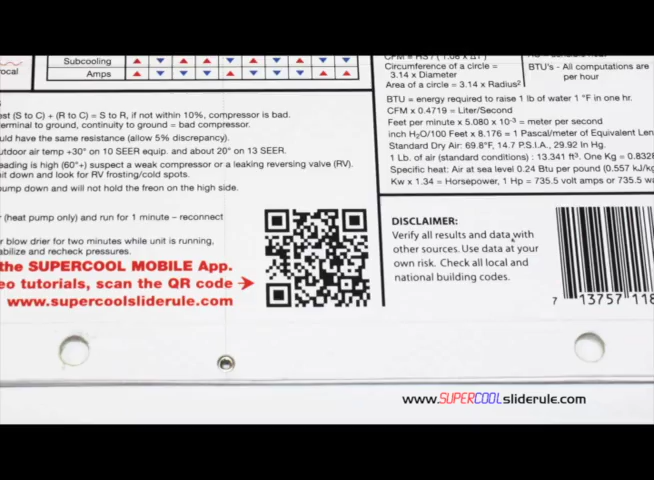 Subcooling
Amps
ocal
est (S to C) + (R to C) = S to R, if not within 10%, compressor is bad.
terminal to ground, continuity to ground = bad compressor.
uld have the same resistance (allow 5% discrepancy).
utdoor air temp +30° on 10 SEER equip. and about 20° on 13 SEER.
eading is high (60°+) suspect a weak compressor or a leaking reversing valve (RV).
it down and look for RV frosting/cold spots.
ump down and will not hold the freon on the high side.
(heat pump only) and run for 1 minute – reconnect
r blow drier for two minutes while unit is running,
abilize and recheck pressures.
the SUPERCOOL MOBILE App.
eo tutorials, scan the QR code
www.supercoolsliderule.com
Circumference of a circle =
3.14 x Diameter
Area of a circle = 3.14 x Radius²
BTU's - All computations are
per hour
BTU = energy required to raise 1 lb of water 1 °F in one hr.
CFM x 0.4719 = Liter/Second
Feet per minute x 5.080 x 10⁻³ = meter per second
inch H₂O/100 Feet x 8.176 = 1 Pascal/meter of Equivalent Len
Standard Dry Air: 69.8°F, 14.7 P.S.I.A., 29.92 In Hg.
1 Lb. of air (standard conditions) : 13.341 ft³. One Kg = 0.8328
Specific heat: Air at sea level 0.24 Btu per pound (0.557 kJ/kg
Kw x 1.34 = Horsepower, 1 Hp = 735.5 volt amps or 735.5 wa
DISCLAIMER:
Verify all results and data with
other sources. Use data at your
own risk. Check all local and
national building codes.
7 13757 118
www.SUPERCOOLsliderule.com